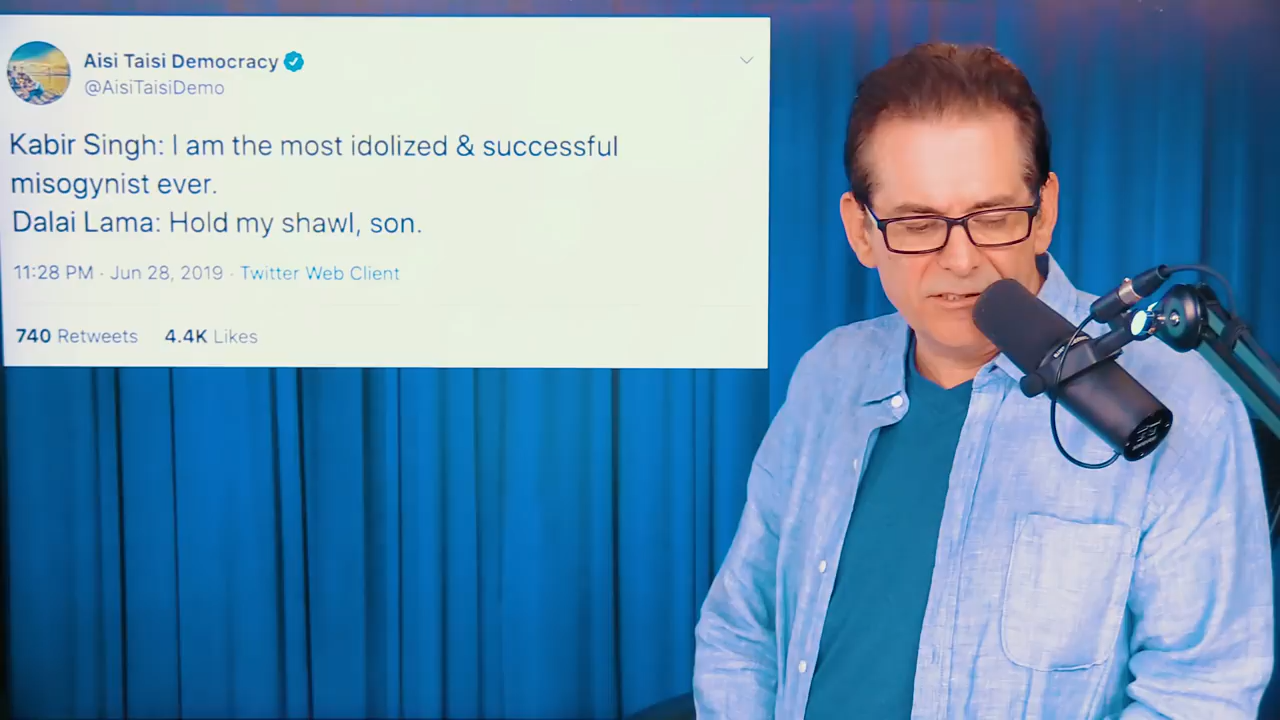 Aisi Taisi Democracy
@AisiTaisiDemo
Kabir Singh: I am the most idolized & successful
misogynist ever.
Dalai Lama: Hold my shawl, son.
11:28 PM · Jun 28, 2019 · Twitter Web Client
740 Retweets 4.4K Likes